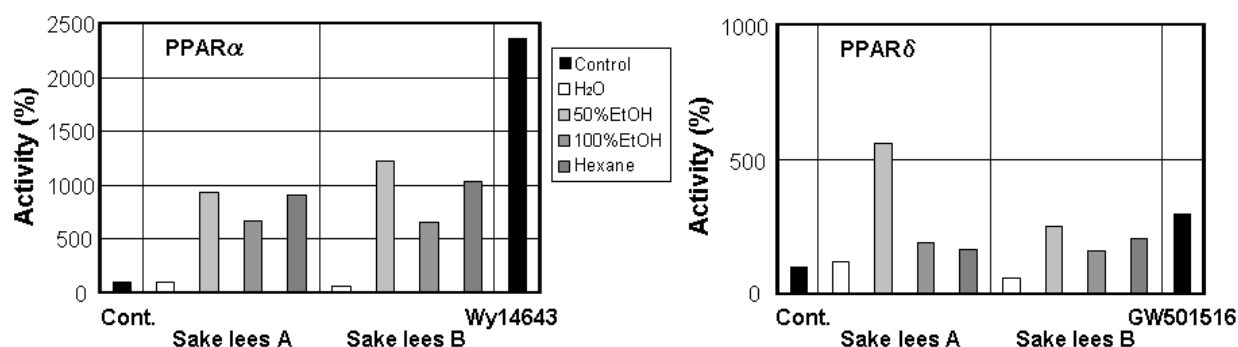 PPARα
Activity (%)
2500
2000
1500
1000
500
0
Cont.
Sake lees A
Sake lees B
Wy14643
Control
H₂O
50%EtOH
100%EtOH
Hexane
PPARδ
Activity (%)
1000
500
0
Cont.
Sake lees A
Sake lees B
GW501516